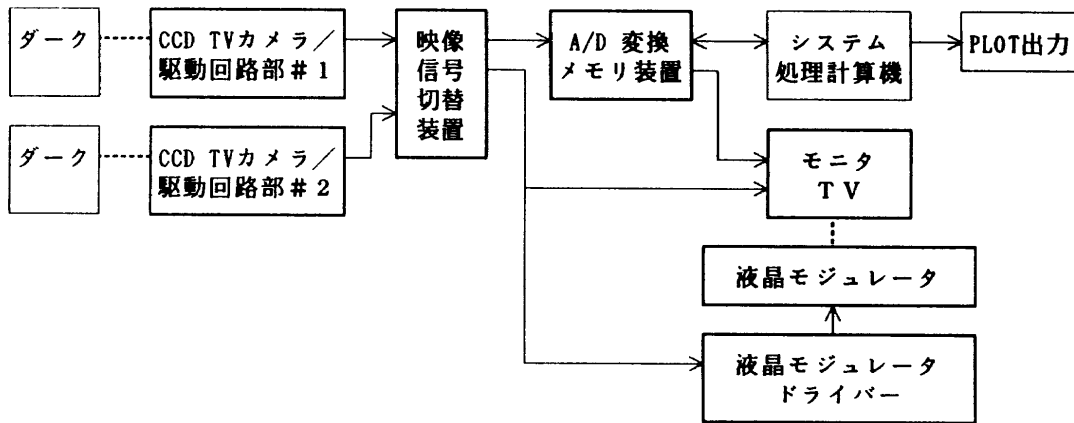 ダーク
CCD TVカメラ／
駆動回路部＃1
映像
信号
切替
装置
A/D 変換
メモリ装置
システム
処理計算機
PLOT出力
ダーク
CCD TVカメラ／
駆動回路部＃2
モニタ
TV
液晶モジュレータ
液晶モジュレータ
ドライバー